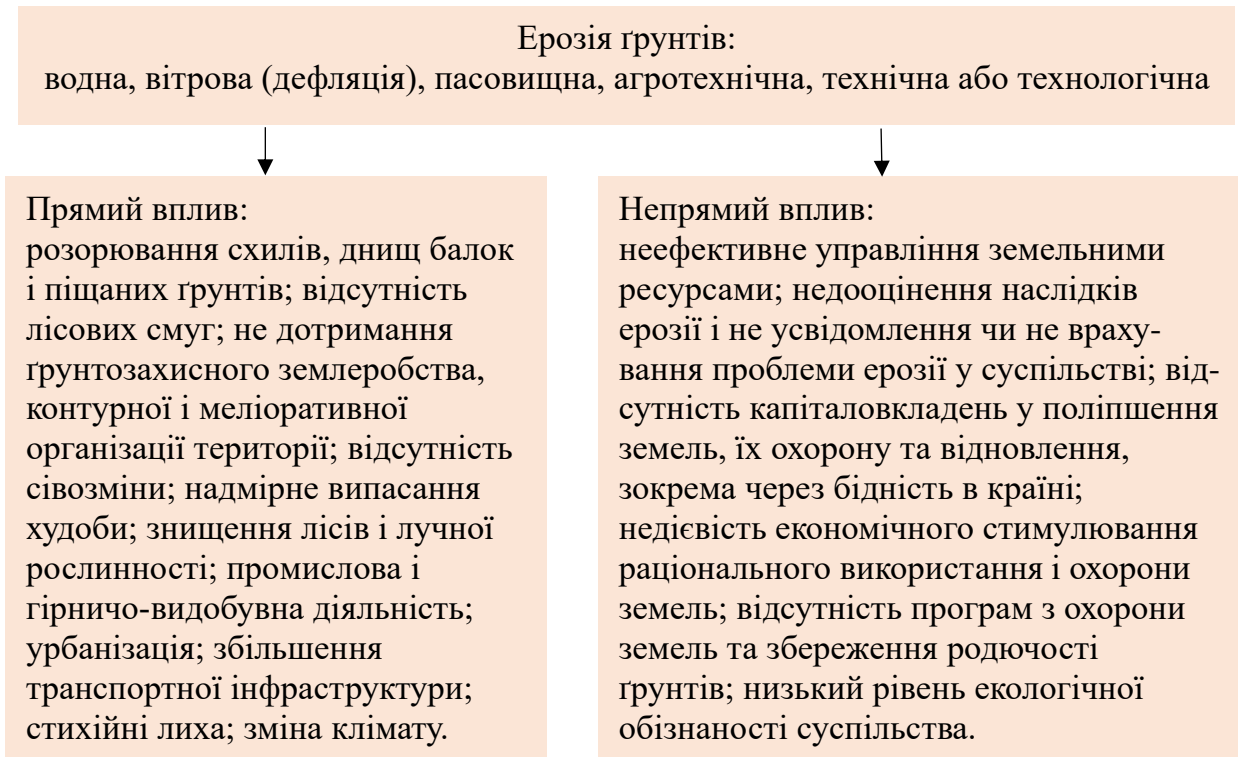 Ерозія ґрунтів:
водна, вітрова (дефляція), пасовищна, агротехнічна, технічна або технологічна
Прямий вплив:
розорювання схилів, днищ балок
і піщаних ґрунтів; відсутність
лісових смуг; не дотримання
ґрунтозахисного землеробства,
контурної і меліоративної
організації території; відсутність
сівозміни; надмірне випасання
худоби; знищення лісів і лучної
рослинності; промислова і
гірничо-видобувна діяльність;
урбанізація; збільшення
транспортної інфраструктури;
стихійні лиха; зміна клімату.
Непрямий вплив:
неефективне управління земельними
ресурсами; недооцінення наслідків
ерозії і не усвідомлення чи не враху-
вання проблеми ерозії у суспільстві; від-
сутність капіталовкладень у поліпшення
земель, їх охорону та відновлення,
зокрема через бідність в країні;
недієвість економічного стимулювання
раціонального використання і охорони
земель; відсутність програм з охорони
земель та збереження родючості
ґрунтів; низький рівень екологічної
обізнаності суспільства.